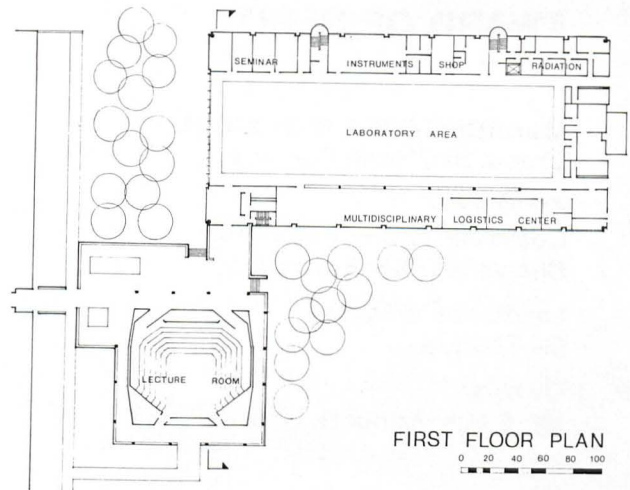 SEMINAR INSTRUMENTS SHOP RADIATION
LABORATORY AREA
MULTIDISCIPLINARY LOGISTICS CENTER
LECTURE ROOM
FIRST FLOOR PLAN
0 20 40 60 80 100